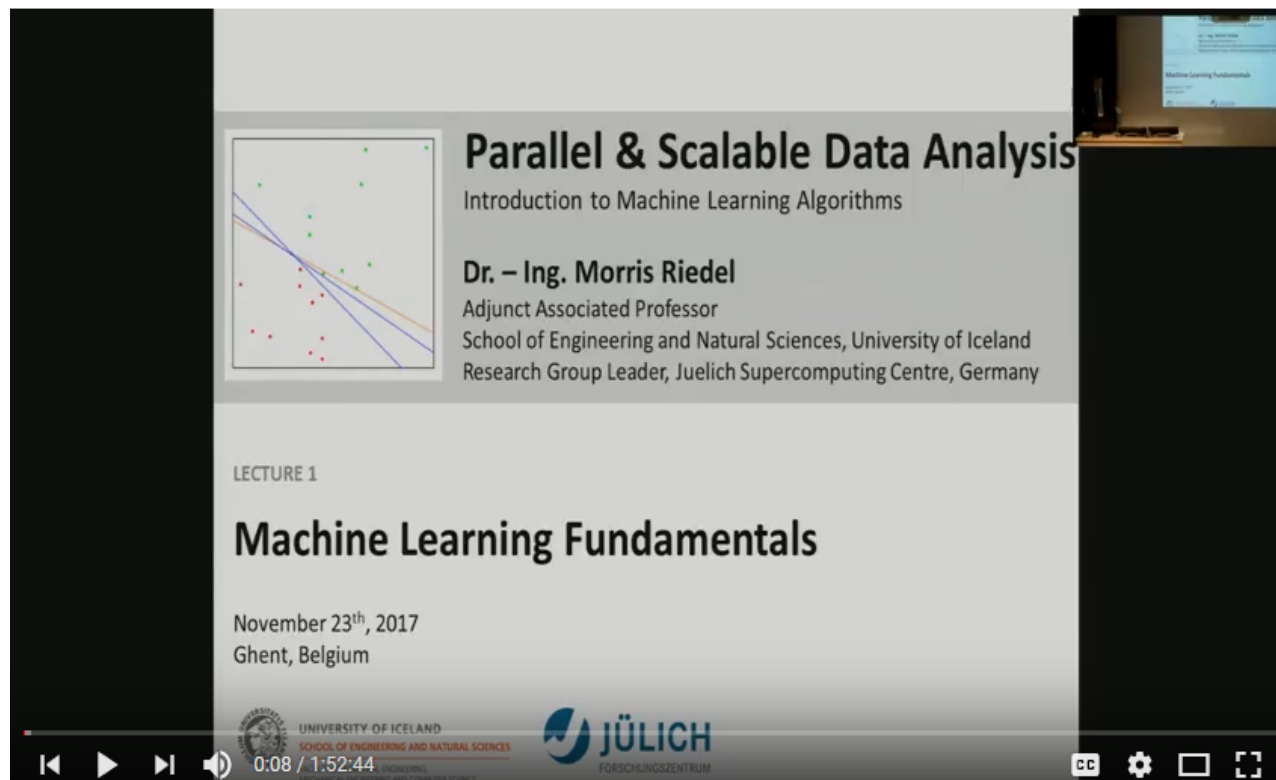 Parallel & Scalable Data Analysis
Introduction to Machine Learning Algorithms
Dr. – Ing. Morris Riedel
Adjunct Associated Professor
School of Engineering and Natural Sciences, University of Iceland
Research Group Leader, Juelich Supercomputing Centre, Germany
LECTURE 1
Machine Learning Fundamentals
November 23th, 2017
Ghent, Belgium
UNIVERSITY OF ICELAND
SCHOOL OF ENGINEERING AND NATURAL SCIENCES
JÜLICH
FORSCHUNGSZENTRUM
0:08 / 1:52:44
CC
Machine Learning Fundamentals